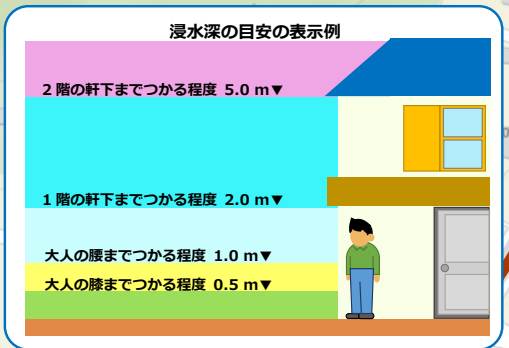 浸水深の目安の表示例
2階の軒下までつかる程度 5.0 m▼
1階の軒下までつかる程度 2.0 m▼
大人の腰までつかる程度 1.0 m▼
大人の膝までつかる程度 0.5 m▼